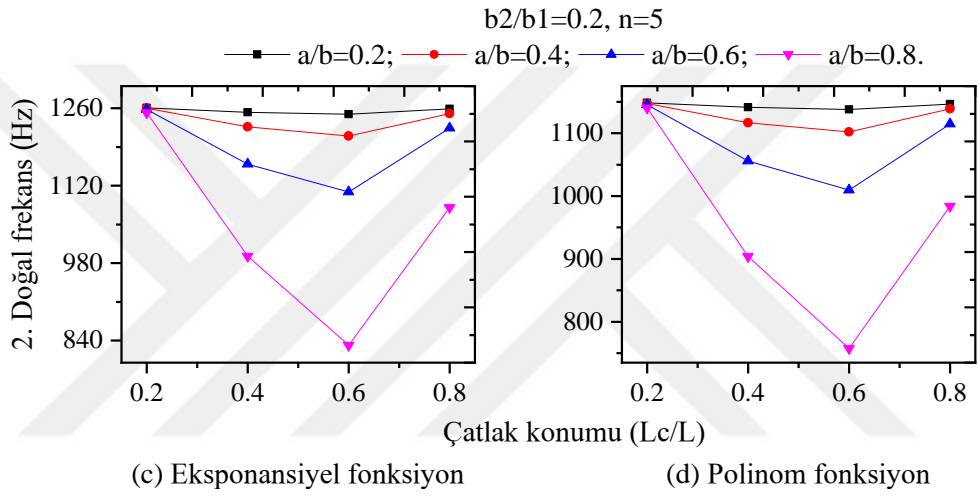 b2/b1=0.2, n=5
a/b=0.2; a/b=0.4; a/b=0.6; a/b=0.8.
2. Doğal frekans (Hz)
1260
1120
980
840
0.2 0.4 0.6 0.8
1100
1000
900
800
0.2 0.4 0.6 0.8
Çatlak konumu (Lc/L)
(c) Eksponansiyel fonksiyon (d) Polinom fonksiyon